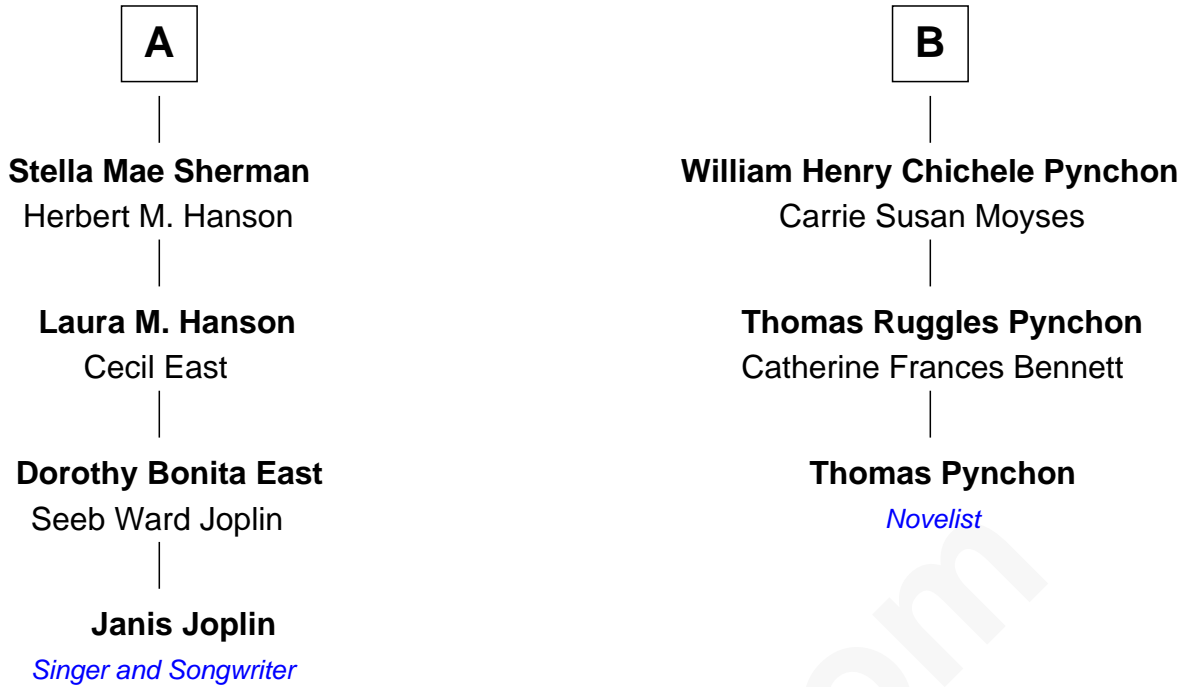 A
Stella Mae Sherman
Herbert M. Hanson
Laura M. Hanson
Cecil East
Dorothy Bonita East
Seeb Ward Joplin
Janis Joplin
Singer and Songwriter
B
William Henry Chichele Pynchon
Carrie Susan Moyses
Thomas Ruggles Pynchon
Catherine Frances Bennett
Thomas Pynchon
Novelist
om